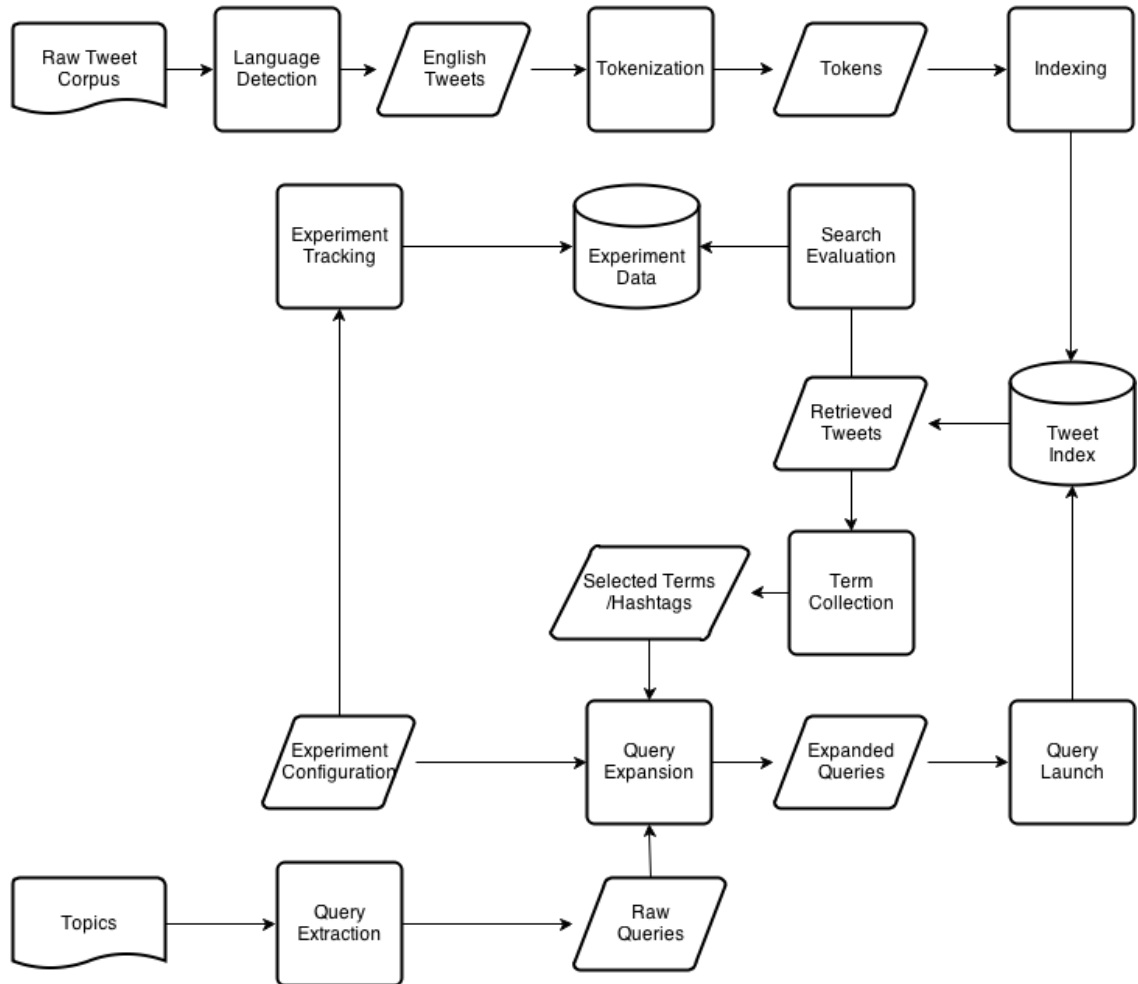 Raw Tweet
Corpus
Language
Detection
English
Tweets
Tokenization
Tokens
Indexing
Experiment
Tracking
Experiment
Data
Search
Evaluation
Retrieved
Tweets
Tweet
Index
Selected Terms
/Hashtags
Term
Collection
Experiment
Configuration
Query
Expansion
Expanded
Queries
Query
Launch
Topics
Query
Extraction
Raw
Queries